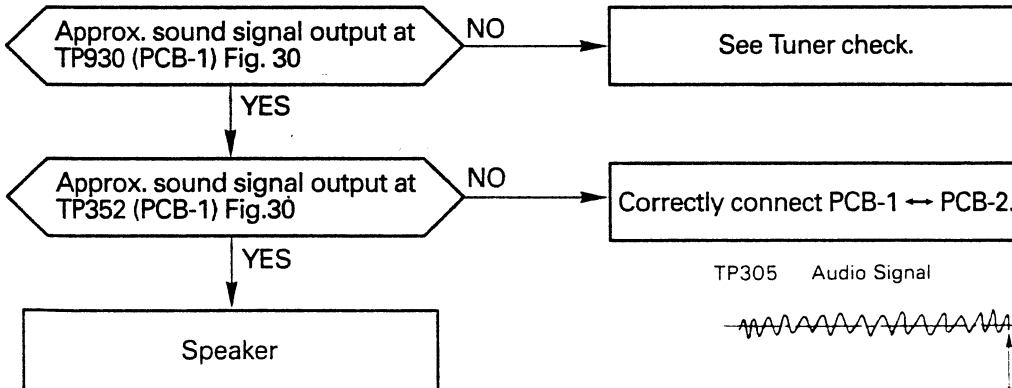 Approx. sound signal output at
TP930 (PCB-1) Fig. 30
NO
See Tuner check.
YES
Approx. sound signal output at
TP352 (PCB-1) Fig.30
NO
Correctly connect PCB-1 ↔ PCB-2.
YES
TP305 Audio Signal
Speaker